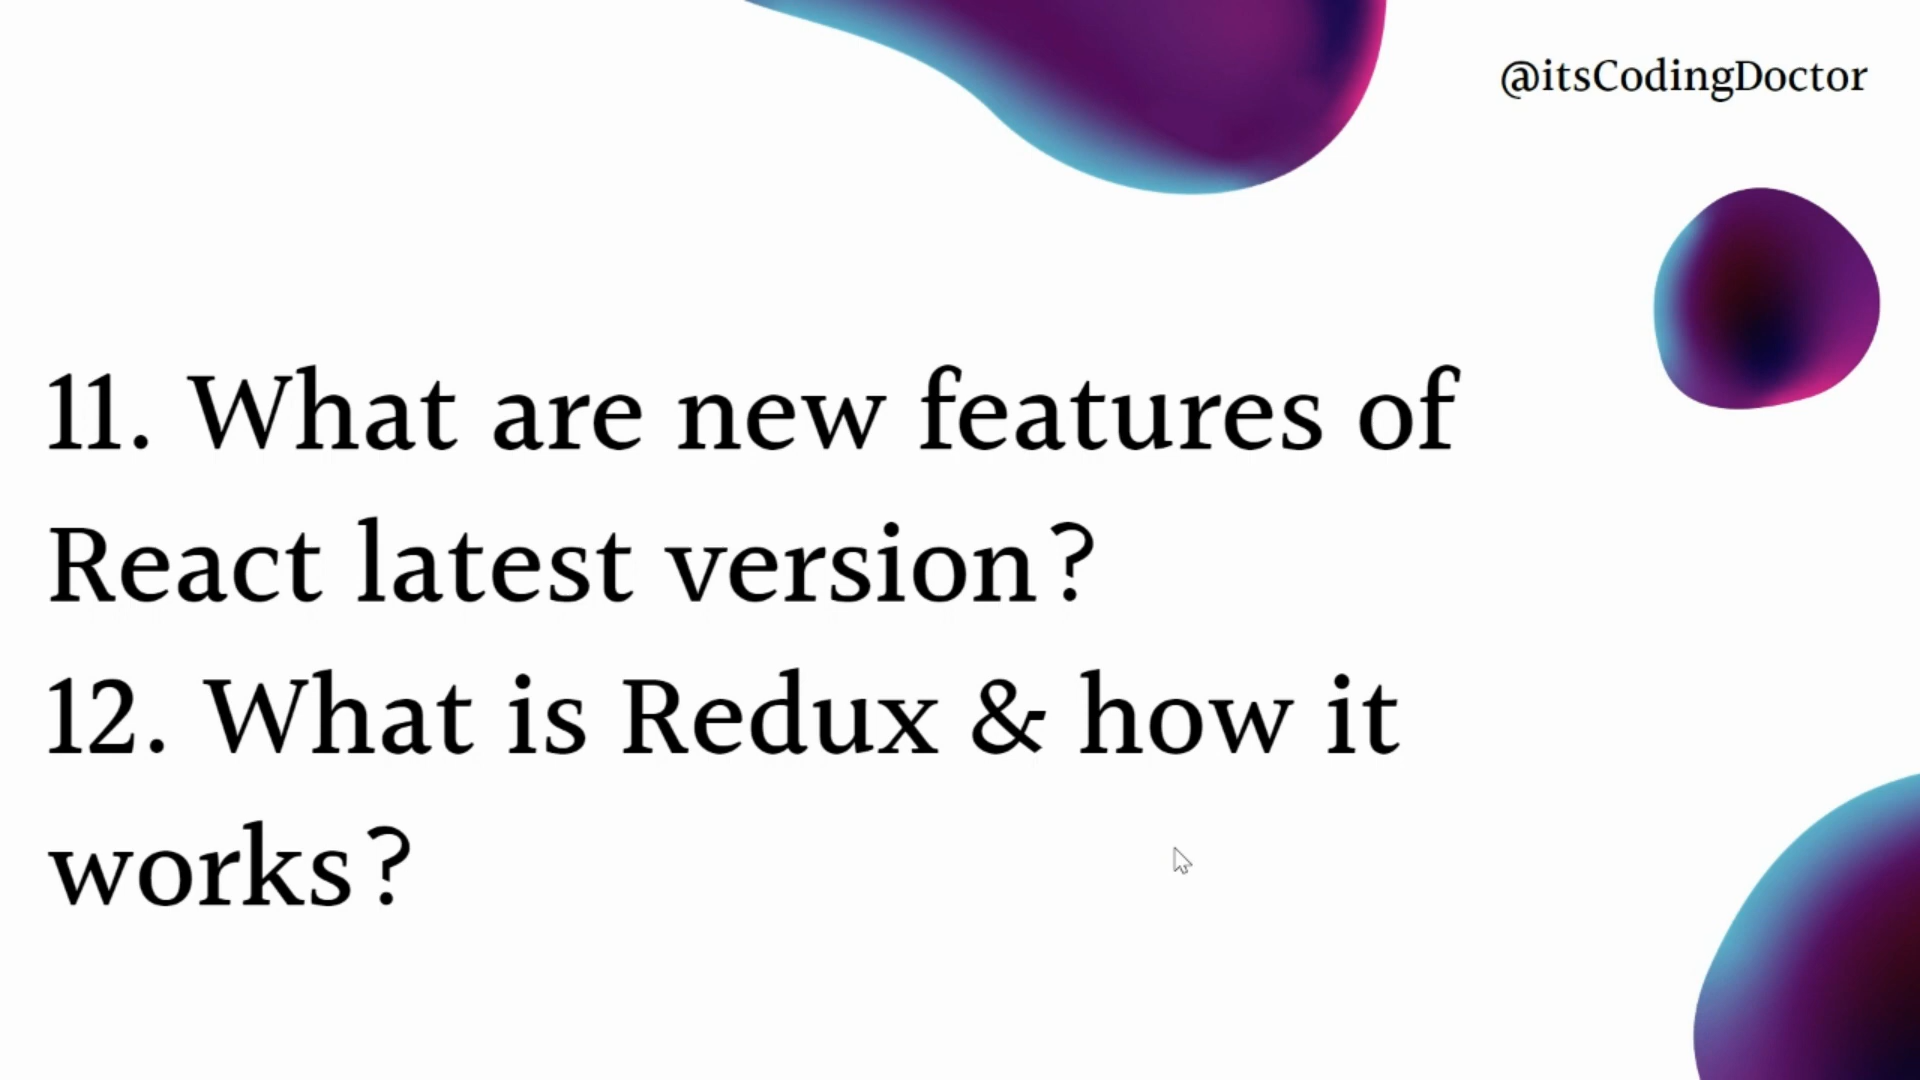 @itsCodingDoctor
11. What are new features of
React latest version?
12. What is Redux & how it
works?